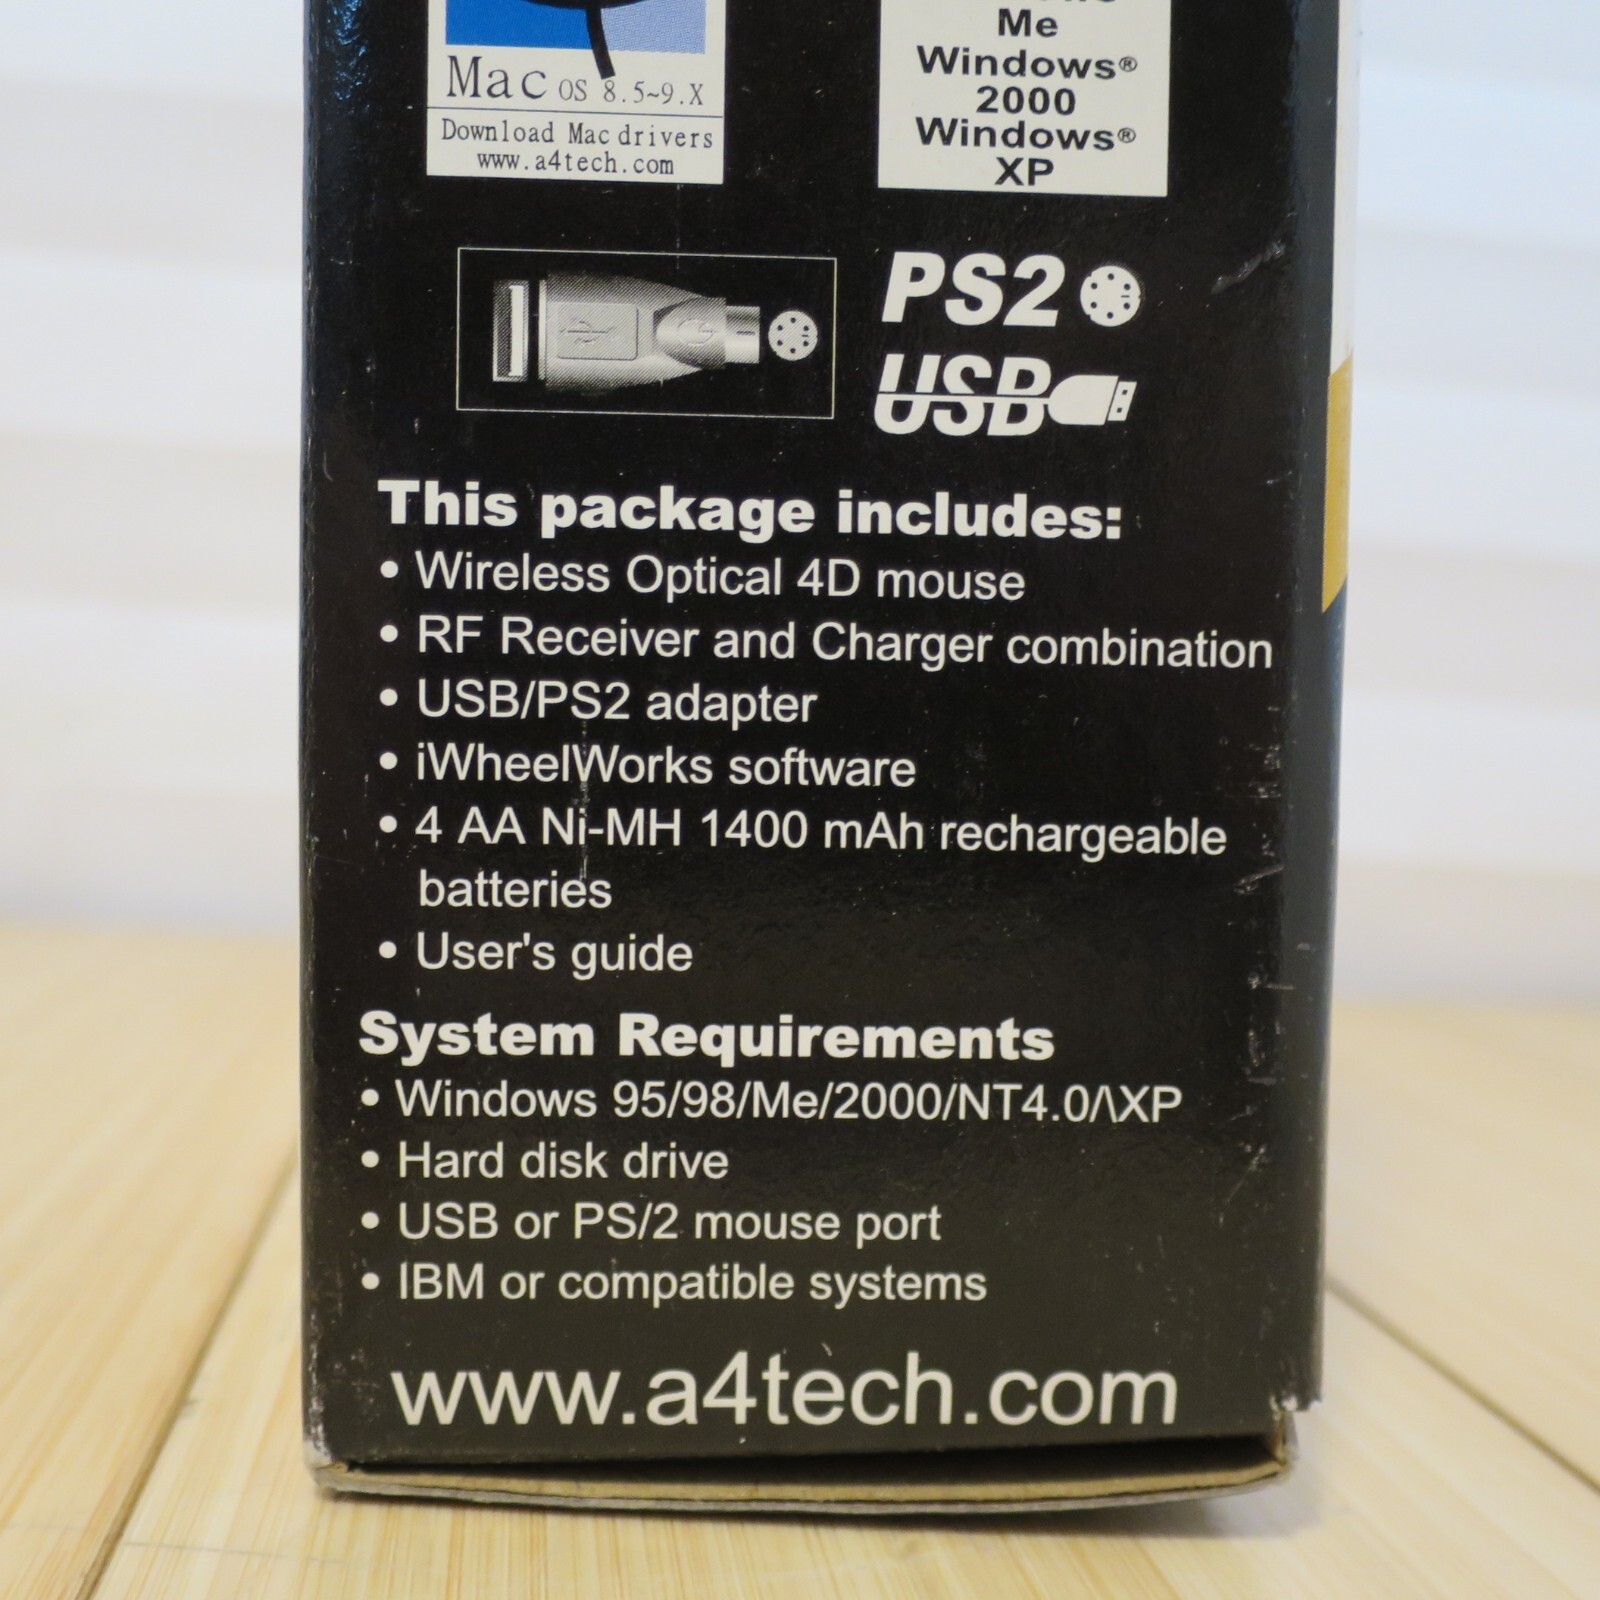 Mac OS 8.5~9.X
Download Mac drivers
www.a4tech.com
Me
Windows®
2000
Windows®
XP
PS2
USB
This package includes:
• Wireless Optical 4D mouse
• RF Receiver and Charger combination
• USB/PS2 adapter
• iWheelWorks software
• 4 AA Ni-MH 1400 mAh rechargeable
batteries
• User's guide
System Requirements
• Windows 95/98/Me/2000/NT4.0/\XP
• Hard disk drive
• USB or PS/2 mouse port
• IBM or compatible systems
www.a4tech.com